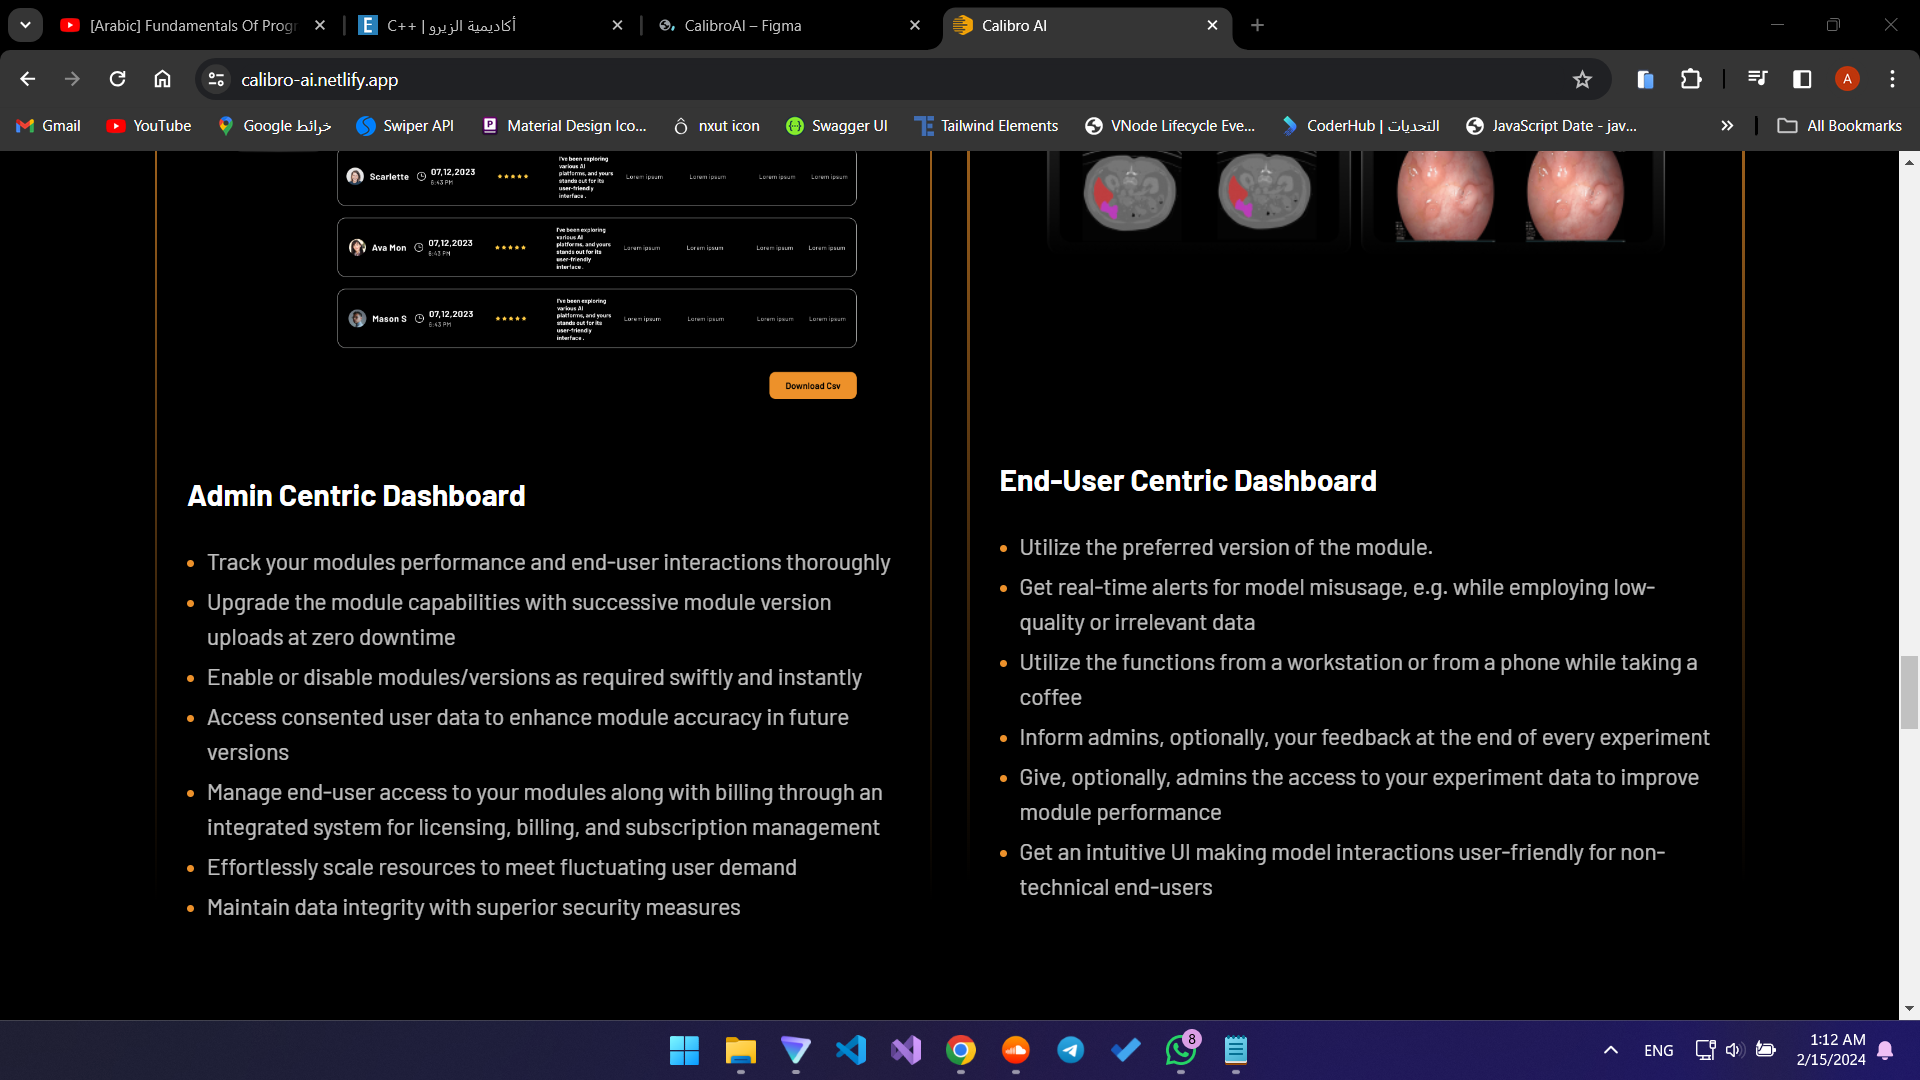 [Arabic] Fundamentals Of Progr
C++ | أكاديمية الزيرو
CalibroAI – Figma
Calibro AI
calibro-ai.netlify.app
A
Gmail
YouTube
Google خرائط
Swiper API
Material Design Ico...
nxut icon
Swagger UI
Tailwind Elements
VNode Lifecycle Eve...
CoderHub | التحديات
JavaScript Date - jav...
All Bookmarks
Scarlette
07,12,2023
6:43 PM
I've been exploring
various AI
platforms, and yours
stands out for its
user-friendly
interface .
Lorem ipsum
Lorem ipsum
Lorem ipsum
Lorem ipsum
Ava Mon
07,12,2023
6:43 PM
I've been exploring
various AI
platforms, and yours
stands out for its
user-friendly
interface .
Lorem ipsum
Lorem ipsum
Lorem ipsum
Lorem ipsum
Mason S
07,12,2023
6:43 PM
I've been exploring
various AI
platforms, and yours
stands out for its
user-friendly
interface .
Lorem ipsum
Lorem ipsum
Lorem ipsum
Lorem ipsum
Download Csv
Admin Centric Dashboard
Track your modules performance and end-user interactions thoroughly
Upgrade the module capabilities with successive module version
uploads at zero downtime
Enable or disable modules/versions as required swiftly and instantly
Access consented user data to enhance module accuracy in future
versions
Manage end-user access to your modules along with billing through an
integrated system for licensing, billing, and subscription management
Effortlessly scale resources to meet fluctuating user demand
Maintain data integrity with superior security measures
End-User Centric Dashboard
Utilize the preferred version of the module.
Get real-time alerts for model misusage, e.g. while employing low-
quality or irrelevant data
Utilize the functions from a workstation or from a phone while taking a
coffee
Inform admins, optionally, your feedback at the end of every experiment
Give, optionally, admins the access to your experiment data to improve
module performance
Get an intuitive UI making model interactions user-friendly for non-
technical end-users
8
ENG
1:12 AM
2/15/2024